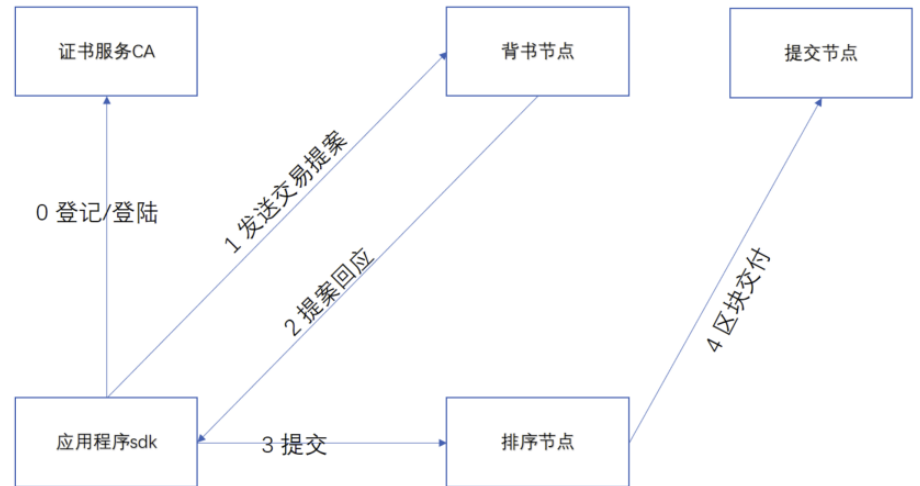 证书服务CA
背书节点
提交节点
0 登记/登陆
1 发送交易提案
2 提案回应
4 区块交付
应用程序sdk
3 提交
排序节点